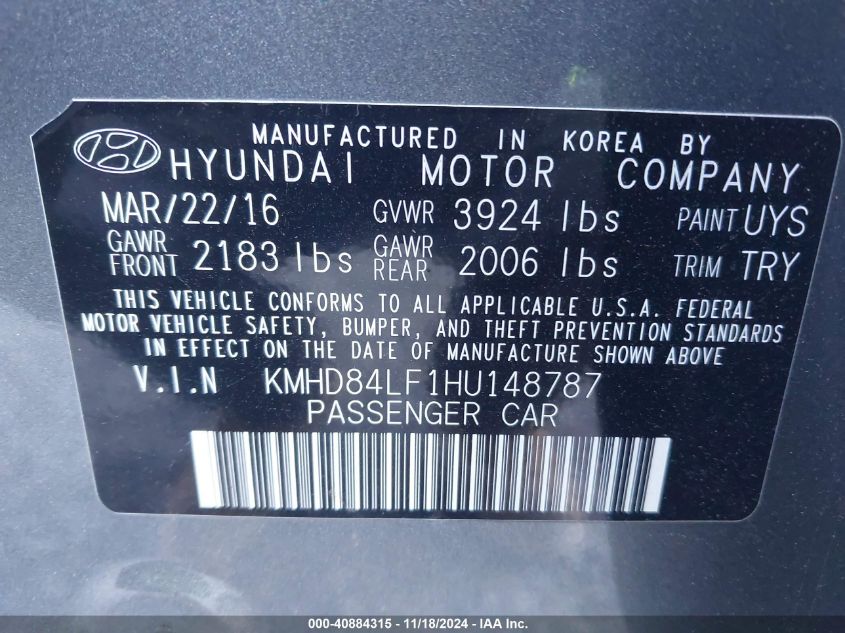 MANUFACTURED IN KOREA BY
HYUNDAI MOTOR COMPANY
MAR/22/16 GVWR 3924 lbs PAINT UYS
GAWR FRONT 2183 lbs GAWR REAR 2006 lbs TRIM TRY
THIS VEHICLE CONFORMS TO ALL APPLICABLE U.S.A. FEDERAL
MOTOR VEHICLE SAFETY, BUMPER, AND THEFT PREVENTION STANDARDS
IN EFFECT ON THE DATE OF MANUFACTURE SHOWN ABOVE
V.I.N KMHD84LF1HU148787
PASSENGER CAR
000-40884315 - 11/18/2024 - IAA Inc.